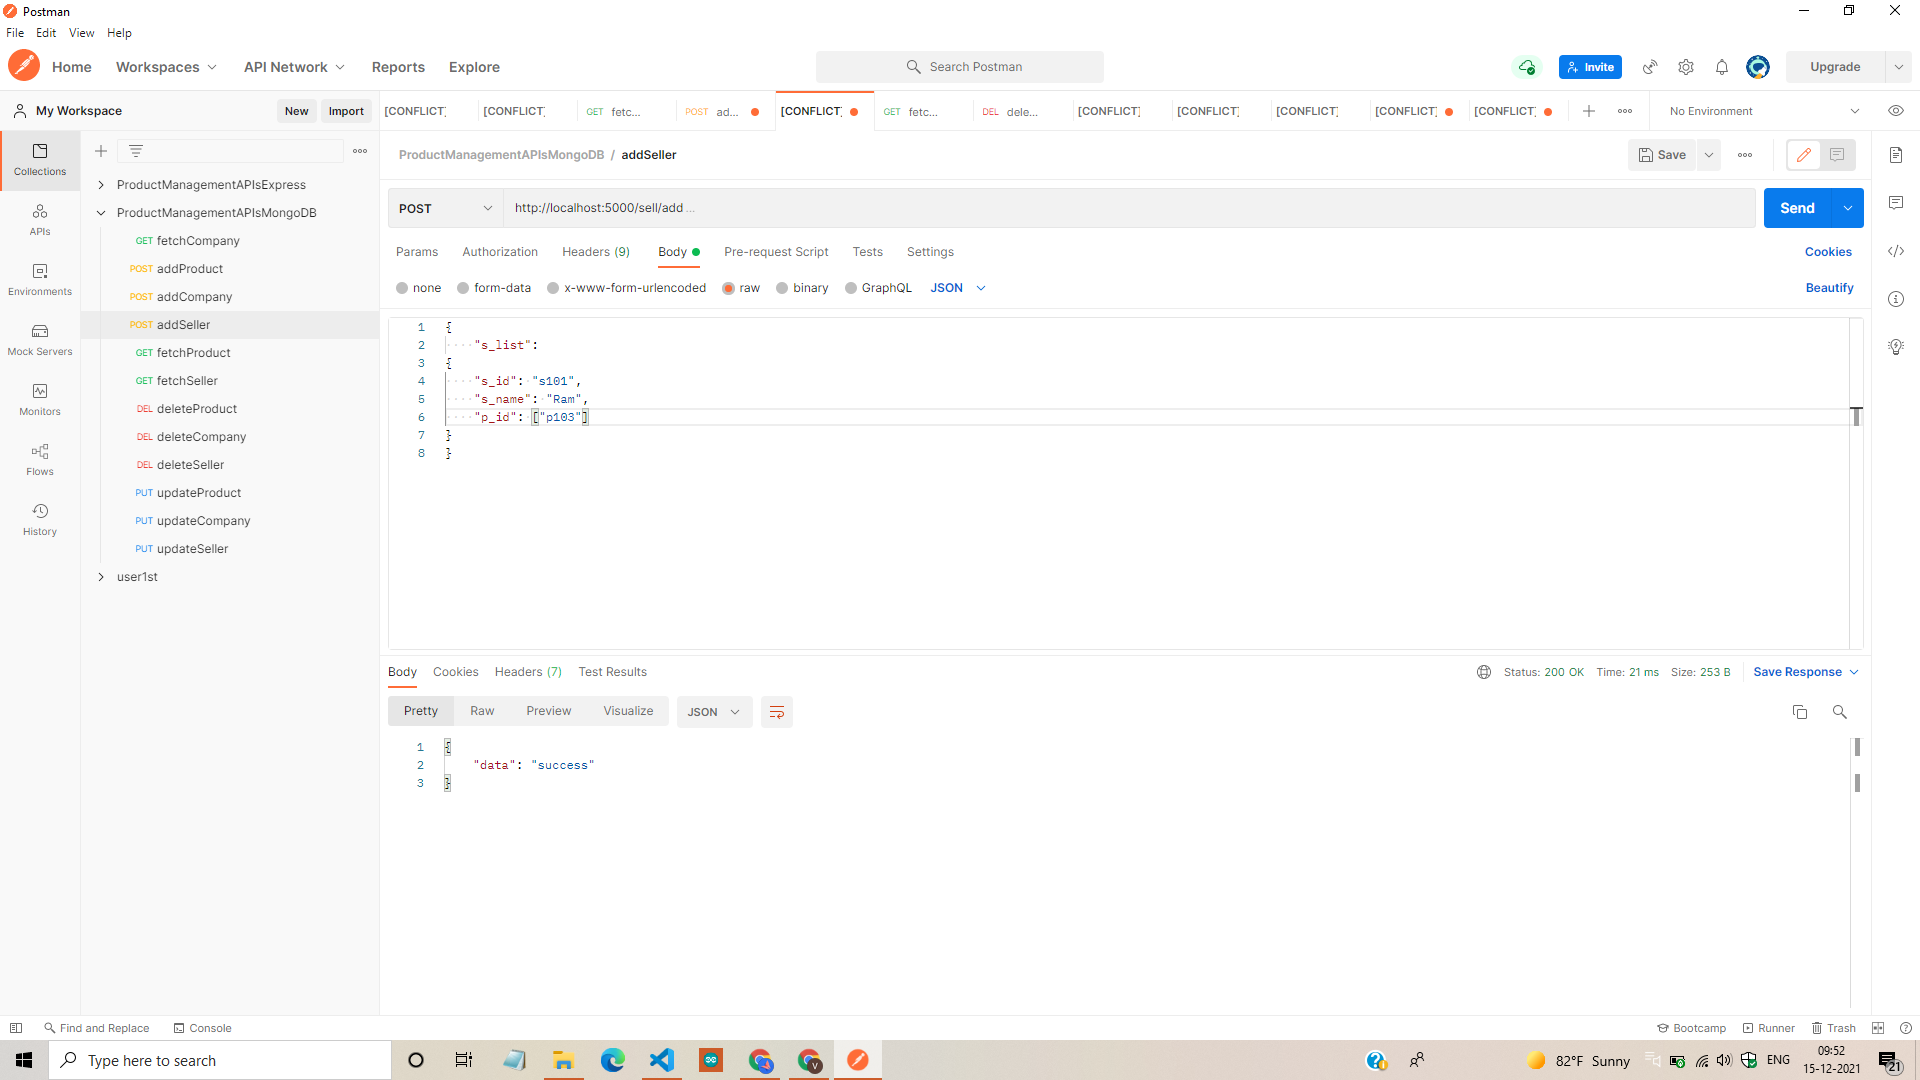 Postman
File Edit View Help
Home Workspaces API Network Reports Explore Search Postman Invite Upgrade
My Workspace New Import [CONFLICT] [CONFLICT] GET fetc... POST ad... [CONFLICT] GET fetc... DEL dele... [CONFLICT] [CONFLICT] [CONFLICT] [CONFLICT] [CONFLICT] No Environment
Collections
APIs
Environments
Mock Servers
Monitors
Flows
History
ProductManagementAPIsExpress
ProductManagementAPIsMongoDB
GET fetchCompany
POST addProduct
POST addCompany
POST addSeller
GET fetchProduct
GET fetchSeller
DEL deleteProduct
DEL deleteCompany
DEL deleteSeller
PUT updateProduct
PUT updateCompany
PUT updateSeller
user1st
ProductManagementAPIsMongoDB / addSeller Save
POST http://localhost:5000/sell/add ... Send
Params Authorization Headers (9) Body Pre-request Script Tests Settings Cookies
none form-data x-www-form-urlencoded raw binary GraphQL JSON Beautify
1 {
2 ····"s_list":
3 {
4 ····"s_id":·"s101",
5 ····"s_name":·"Ram",
6 ····"p_id":·["p103"]
7 }
8 }
Body Cookies Headers (7) Test Results Status: 200 OK Time: 21 ms Size: 253 B Save Response
Pretty Raw Preview Visualize JSON
1 {
2 "data": "success"
3 }
Find and Replace Console Bootcamp Runner Trash
Type here to search 82°F Sunny ENG 09:52
15-12-2021 21